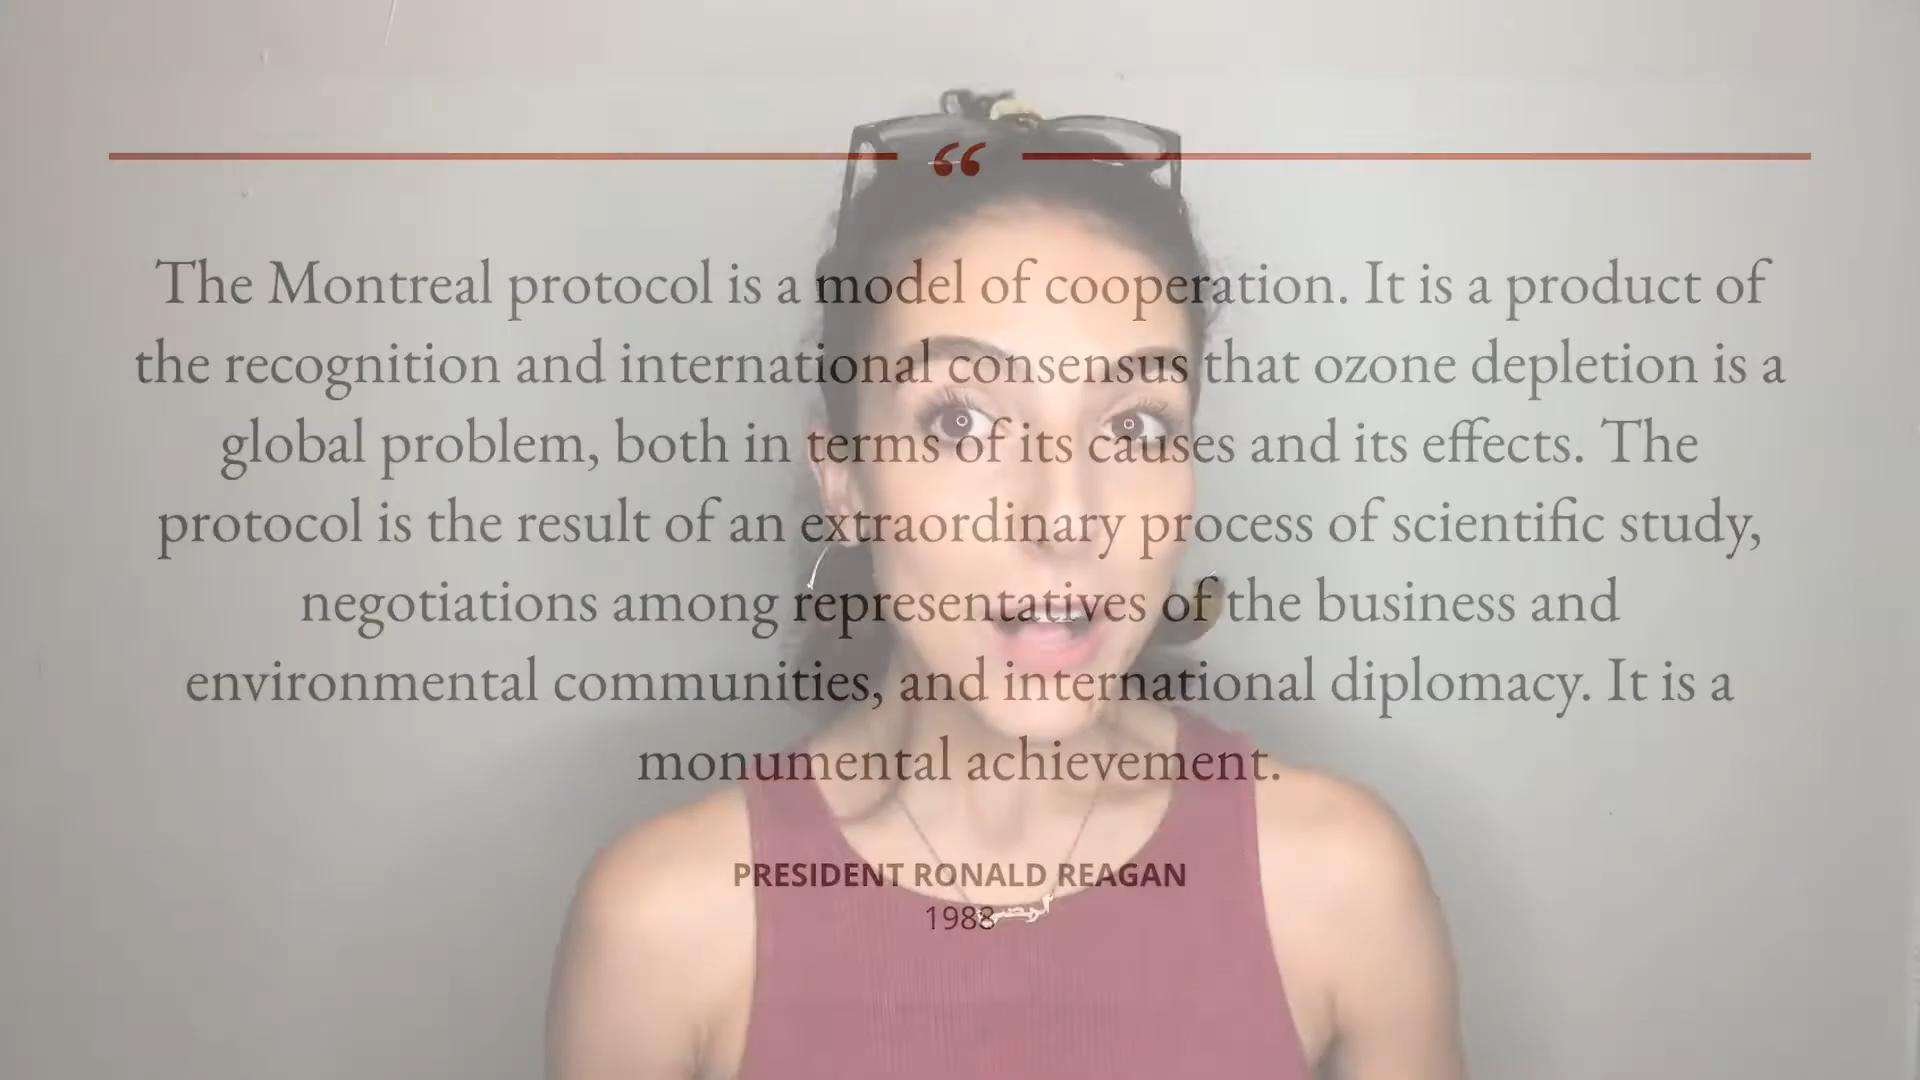 “
The Montreal protocol is a model of cooperation. It is a product of
the recognition and international consensus that ozone depletion is a
global problem, both in terms of its causes and its effects. The
protocol is the result of an extraordinary process of scientific study,
negotiations among representatives of the business and
environmental communities, and international diplomacy. It is a
monumental achievement.
PRESIDENT RONALD REAGAN
1988